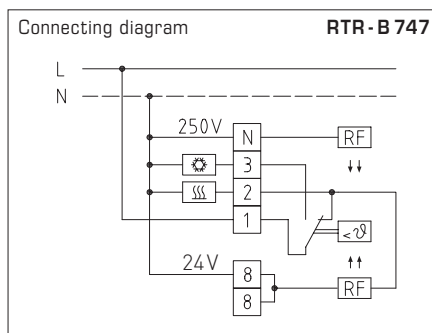 Connecting diagram RTR-B 747
L
N
250V N RF
3
2
1
<ϑ
24V 8
8 RF